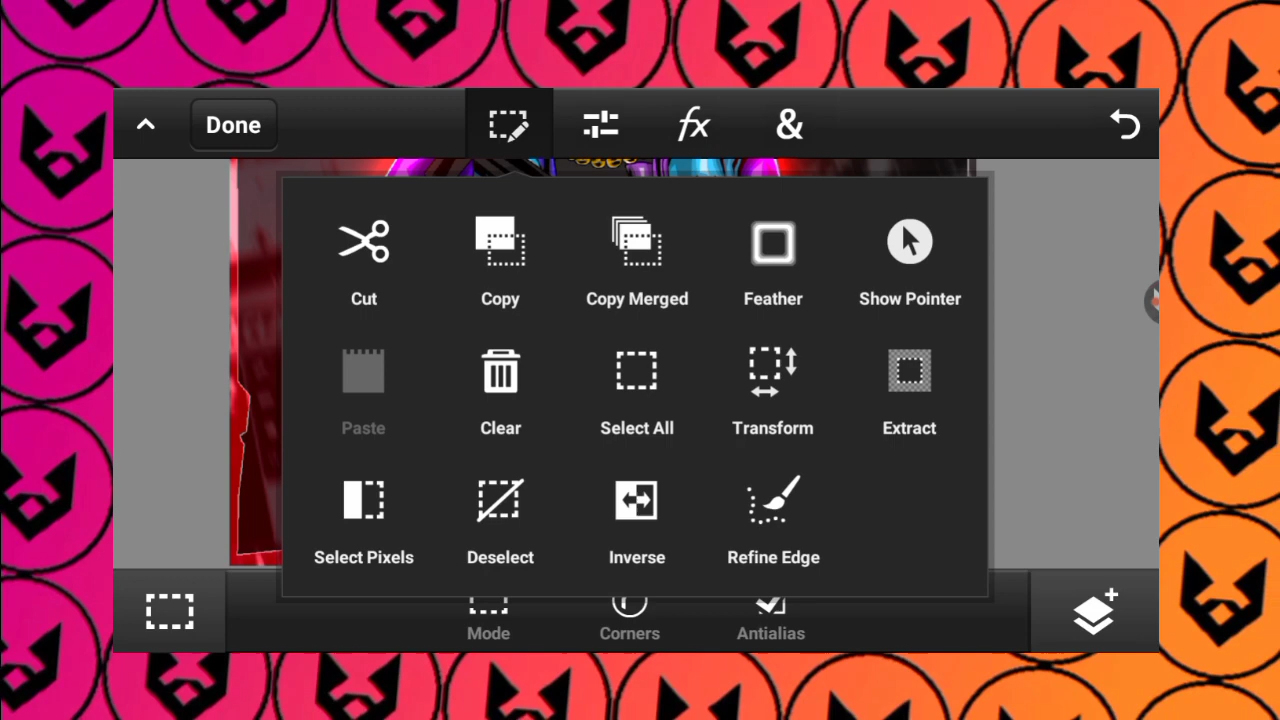 Done
fx
&
Cut
Copy
Copy Merged
Feather
Show Pointer
Paste
Clear
Select All
Transform
Extract
Select Pixels
Deselect
Inverse
Refine Edge
Mode
Corners
Antialias